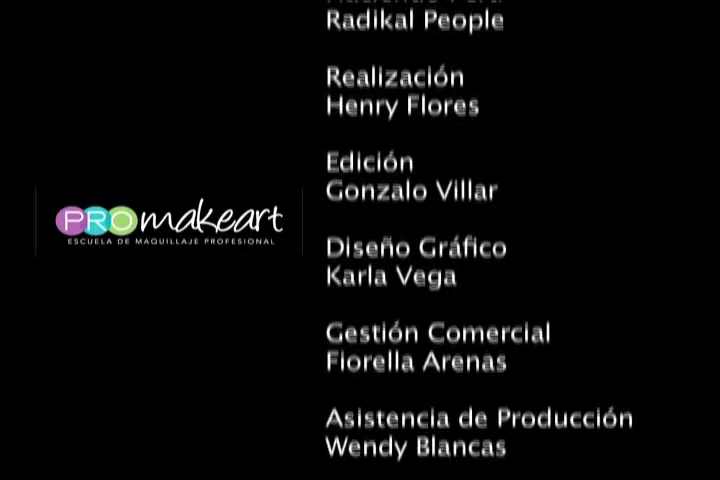 Radikal People
Realización
Henry Flores
Edición
Gonzalo Villar
PROmakeart
ESCUELA DE MAQUILLAJE PROFESIONAL
Diseño Gráfico
Karla Vega
Gestión Comercial
Fiorella Arenas
Asistencia de Producción
Wendy Blancas